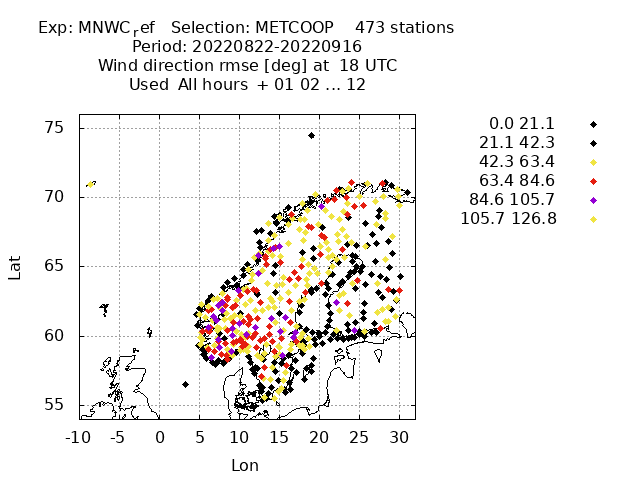 Exp: MNWCref Selection: METCOOP 473 stations
Period: 20220822-20220916
Wind direction rmse [deg] at 18 UTC
Used All hours + 01 02 ... 12
0.0 21.1
21.1 42.3
42.3 63.4
63.4 84.6
84.6 105.7
105.7 126.8
75
70
65
60
55
Lat
-10 -5 0 5 10 15 20 25 30
Lon